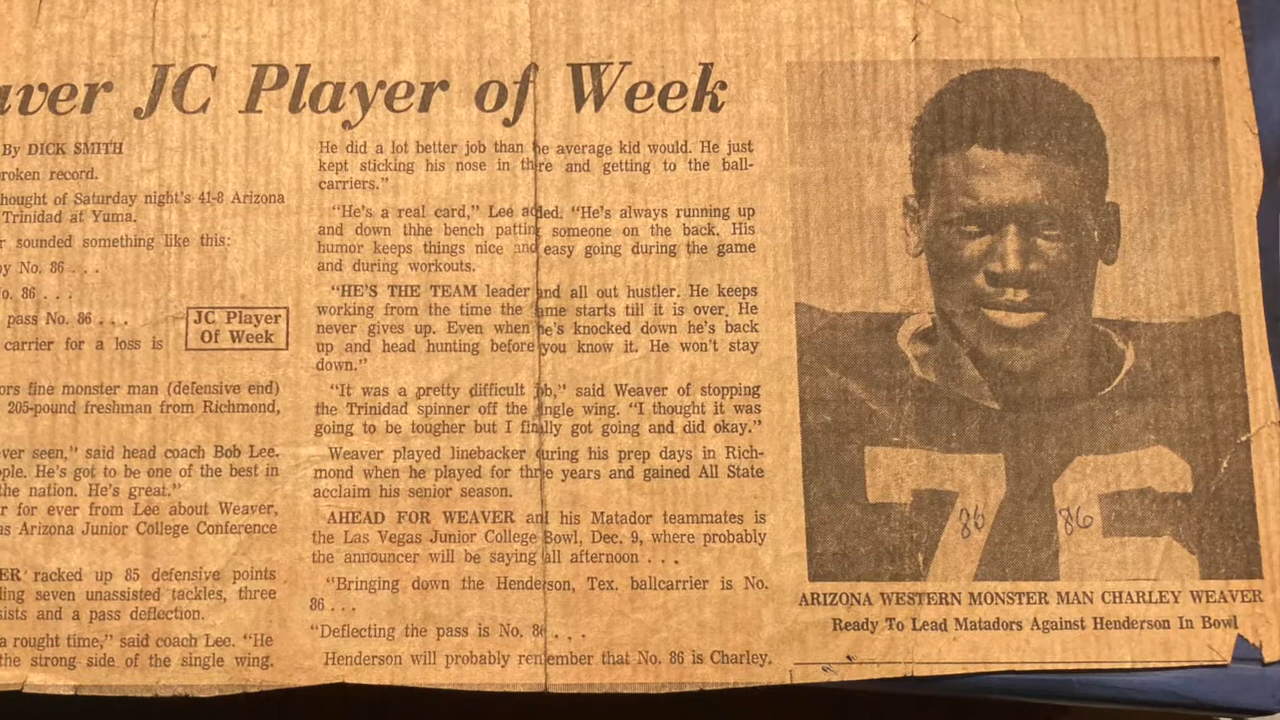 aver JC Player of Week
By DICK SMITH
roken record.
hought of Saturday night's 41-8 Arizona
Trinidad at Yuma.
r sounded something like this:
by No. 86 . . .
o. 86 . . .
pass No. 86 . . .
carrier for a loss is
JC Player
Of Week
ors fine monster man (defensive end)
205-pound freshman from Richmond,
ver seen," said head coach Bob Lee.
ple. He's got to be one of the best in
the nation. He's great."
r for ever from Lee about Weaver,
as Arizona Junior College Conference
ER racked up 85 defensive points
ling seven unassisted tackles, three
sists and a pass deflection.
a rought time," said coach Lee. "He
the strong side of the single wing.
He did a lot better job than he average kid would. He just
kept sticking his nose in there and getting to the ball-
carriers."
"He's a real card," Lee added. "He's always running up
and down thhe bench patting someone on the back. His
humor keeps things nice and easy going during the game
and during workouts.
"HE'S THE TEAM leader and all out hustler. He keeps
working from the time the game starts till it is over. He
never gives up. Even when he's knocked down he's back
up and head hunting before you know it. He won't stay
down."
"It was a pretty difficult job," said Weaver of stopping
the Trinidad spinner off the single wing. "I thought it was
going to be tougher but I finally got going and did okay."
Weaver played linebacker during his prep days in Rich-
mond when he played for three years and gained All State
acclaim his senior season.
AHEAD FOR WEAVER and his Matador teammates is
the Las Vegas Junior College Bowl, Dec. 9, where probably
the announcer will be saying all afternoon . . .
"Bringing down the Henderson, Tex. ballcarrier is No.
86 . . .
"Deflecting the pass is No. 86 . . .
Henderson will probably remember that No. 86 is Charley.
76
86 86
ARIZONA WESTERN MONSTER MAN CHARLEY WEAVER
Ready To Lead Matadors Against Henderson In Bowl